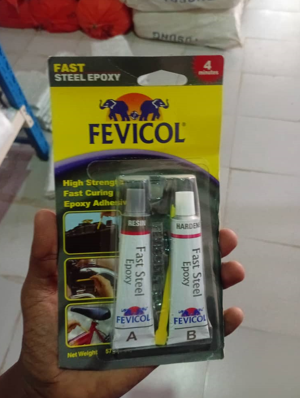 FAST
STEEL EPOXY
4
minutes
FEVICOL
High Strength
Fast Curing
Epoxy Adhesive
RESIN
HARDENER
Fast Steel
Epoxy
Fast Steel
Epoxy
FEVICOL
FEVICOL
A
B
Net Weight